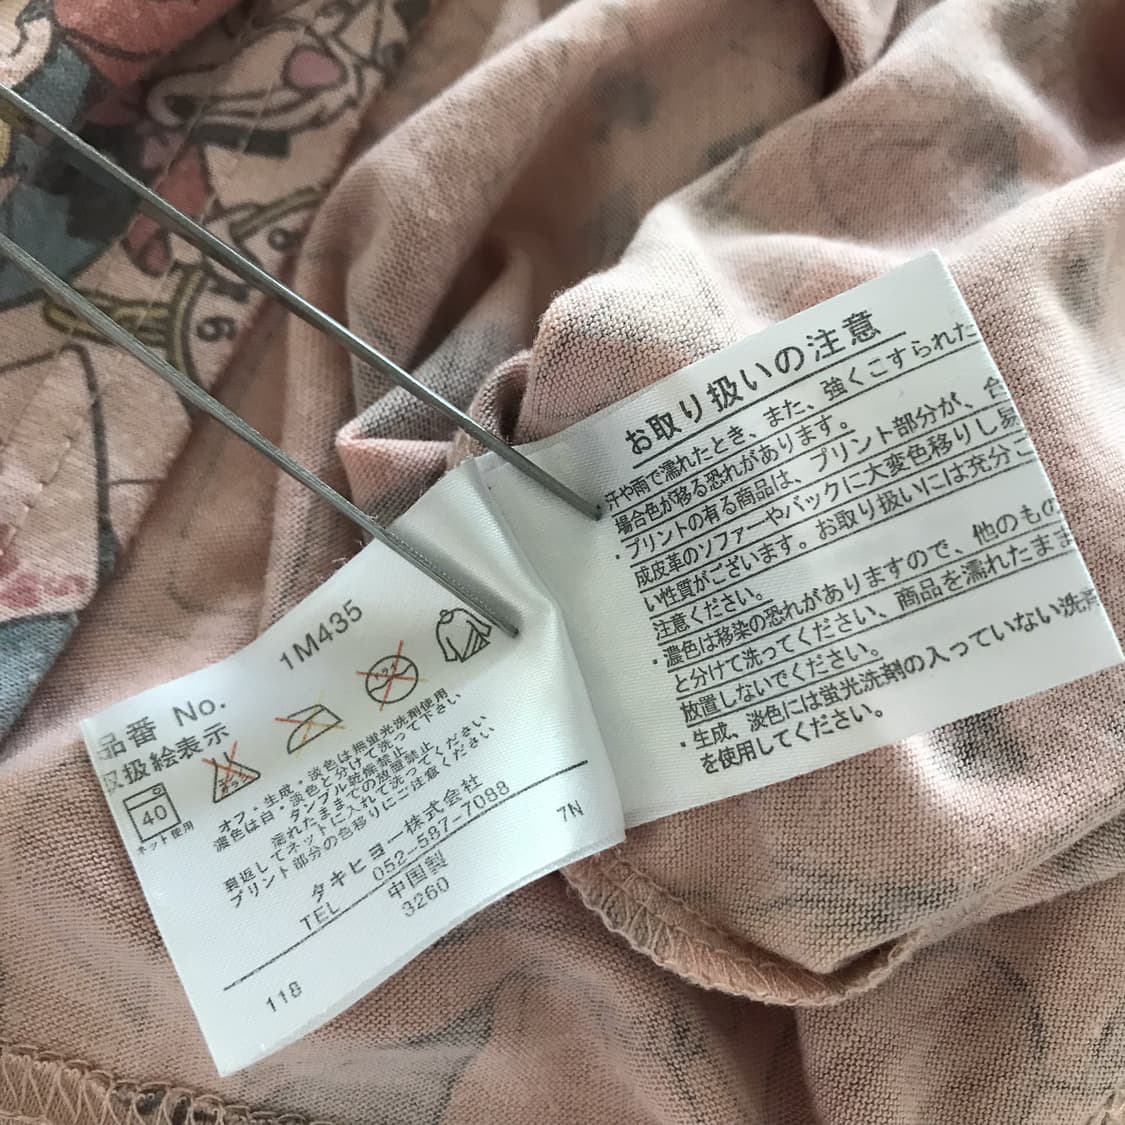 品番 No. 1M435
取扱絵表示
40
ネット使用
オフ・生成・淡色は無蛍光洗剤使用
濃色は白・淡色と分けて洗って下さい
タンブル乾燥禁止
濡れたままでの放置禁止
裏返してネットに入れて洗ってください
プリント部分の色移りにご注意ください
タキヒヨー株式会社
TEL 052-587-7088
中国製 7N
3260
118
お取り扱いの注意
汗や雨で濡れたとき、また、強くこすられた
場合色が移る恐れがあります。
・プリントの有る商品は、プリント部分が、合
成皮革のソファーやバックに大変色移りし易
い性質がございます。お取り扱いには充分ご
注意ください。
・濃色は移染の恐れがありますので、他のもの
と分けて洗ってください、商品を濡れたまま
放置しないでください。
・生成、淡色には蛍光洗剤の入っていない洗剤
を使用してください。
6
8